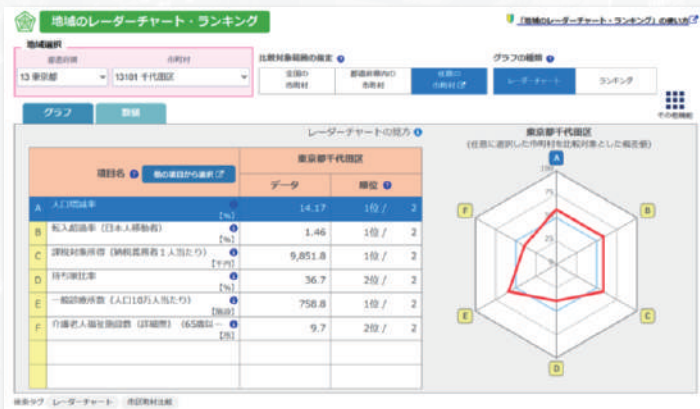 地域のレーダーチャート・ランキング
「地域のレーダーチャート・ランキング」の使い方
地域選択
都道府県 市区町村
13 東京都 13101 千代田区
比較対象範囲の指定
全国の市町村
都道府県内の市町村
任意の市町村
グラフの種類
レーダーチャート ランキング
その他機能
グラフ 数値
レーダーチャートの見方
項目名 他の項目から選択
東京都千代田区
データ 順位
A 人口増減率 【%】 14.17 1位 / 2
B 転入超過率（日本人移動者） 【%】 1.46 1位 / 2
C 課税対象所得（納税義務者1人当たり） 【千円】 9,851.8 1位 / 2
D 持ち家比率 【%】 36.7 2位 / 2
E 一般診療所数（人口10万人当たり） 【施設】 758.8 1位 / 2
F 介護老人福祉施設数（詳細票）（65歳以… 【所】 9.7 2位 / 2
東京都千代田区
(任意に選択した市町村を比較対象とした偏差値)
A
100
75
50
25
0
F B
E C
D
検索タグ レーダーチャート 市区町村比較